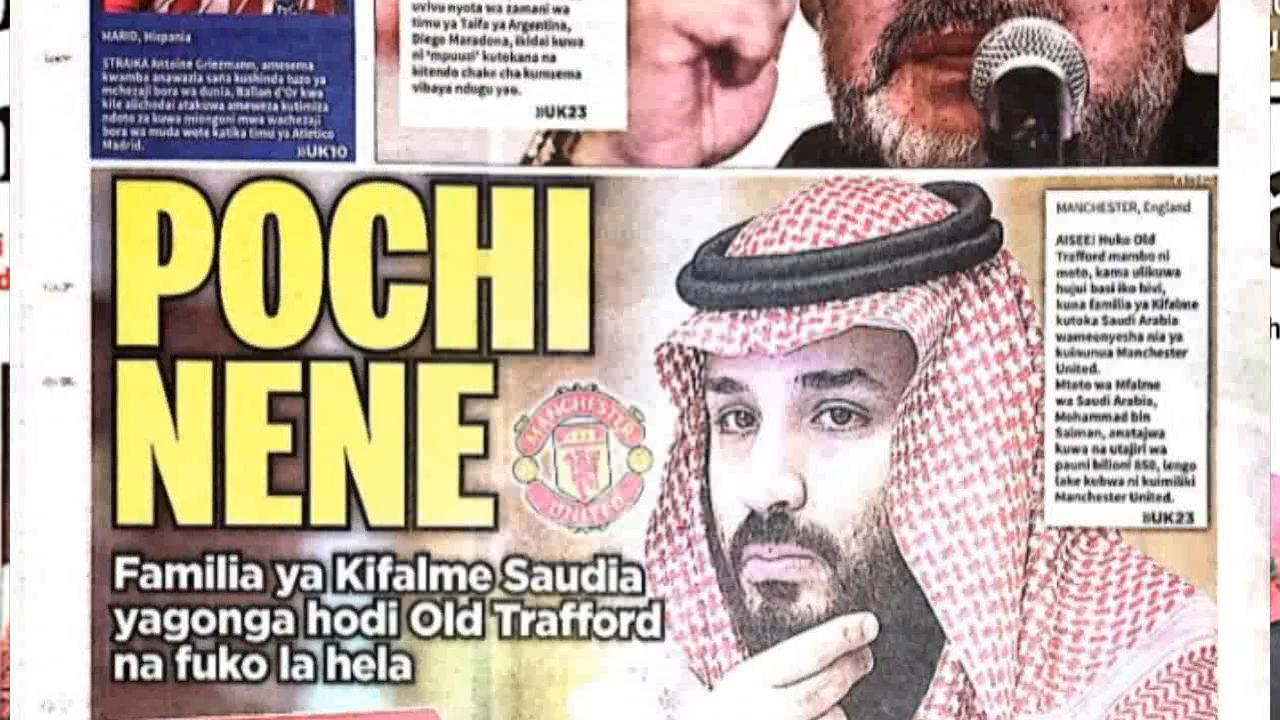 MARID, Hispania
STRAIKA Antoine Griezmann, amesema
kwamba anawazia sana kushinda tuzo ya
mchezaji bora wa dunia, Ballon d'Or kwa
kile alichodai atakuwa ameweza kutimiza
ndoto za kuwa miongoni mwa wachezaji
bora wa muda wote katika timu ya Atletico
Madrid.
»UK10
uvivu nyota wa zamani wa
timu ya Taifa ya Argentina,
Diego Maradona, ikidai kuwa
ni 'mpuuzi' kutokana na
kitendo chake cha kumsema
vibaya ndugu yao.
»UK23
POCHI
NENE
MANCHESTER
UNITED
Familia ya Kifalme Saudia
yagonga hodi Old Trafford
na fuko la hela
MANCHESTER, England
AISEE! Huko Old
Trafford mambo ni
moto, kama ulikuwa
hujui basi iko hivi,
kuna familia ya Kifalme
kutoka Saudi Arabia
wameonyesha nia ya
kuinunua Manchester
United.
Mtoto wa Mfalme
wa Saudi Arabia,
Mohammad bin
Salman, anatajwa
kuwa na utajiri wa
pauni bilioni 850, lengo
lake kubwa ni kuimiliki
Manchester United.
»UK23